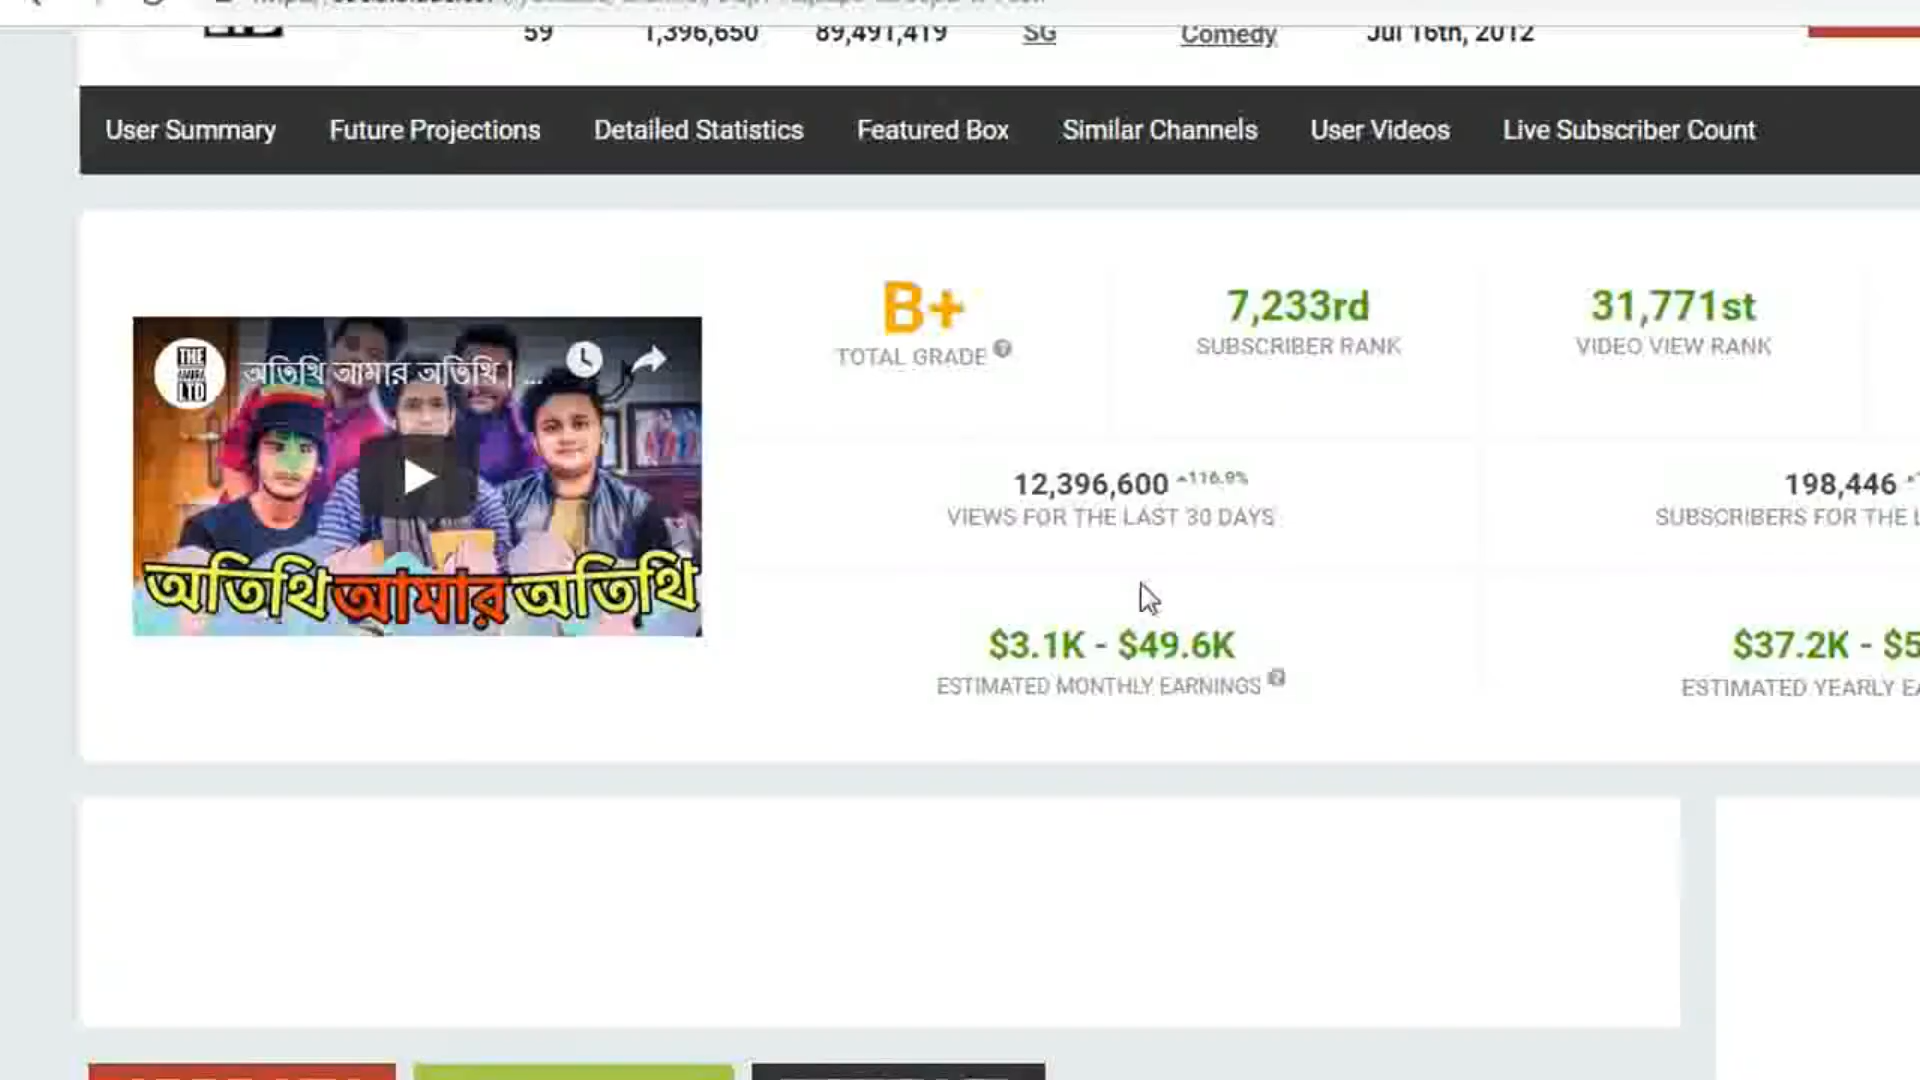 59 1,396,650 89,491,419 SG Comedy Jul 16th, 2012
User Summary Future Projections Detailed Statistics Featured Box Similar Channels User Videos Live Subscriber Count
B+
TOTAL GRADE
7,233rd
SUBSCRIBER RANK
31,771st
VIDEO VIEW RANK
THE
LTD
অতিথি আমার অতিথি | ...
অতিথি আমার অতিথি
12,396,600 116.9%
VIEWS FOR THE LAST 30 DAYS
198,446
SUBSCRIBERS FOR THE
$3.1K - $49.6K
ESTIMATED MONTHLY EARNINGS
$37.2K - $5
ESTIMATED YEARLY